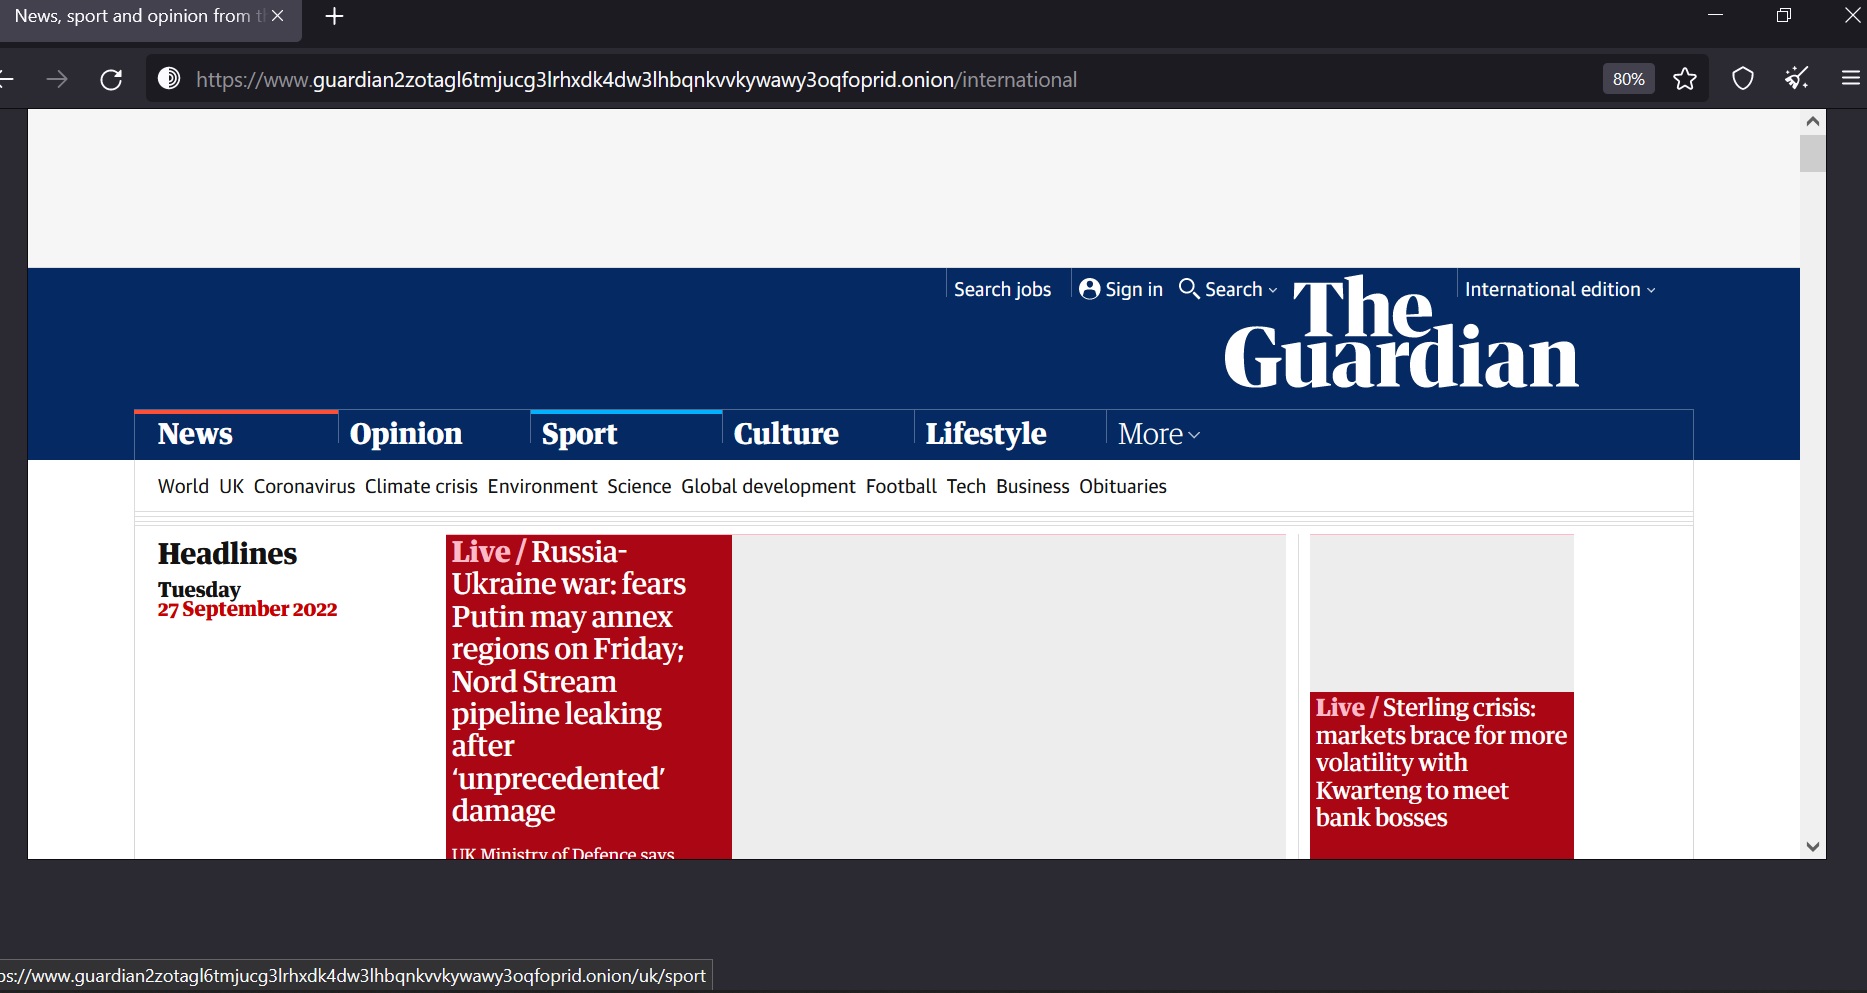 News, sport and opinion from t
https://www.guardian2zotagl6tmjucg3lrhxdk4dw3lhbqnkvvkywawy3oqfoprid.onion/international
80%
Search jobs
Sign in
Search
International edition
The
Guardian
News
Opinion
Sport
Culture
Lifestyle
More
World UK Coronavirus Climate crisis Environment Science Global development Football Tech Business Obituaries
Headlines
Tuesday
27 September 2022
Live / Russia-
Ukraine war: fears
Putin may annex
regions on Friday;
Nord Stream
pipeline leaking
after
‘unprecedented’
damage
UK Ministry of Defence says
Live / Sterling crisis:
markets brace for more
volatility with
Kwarteng to meet
bank bosses
ps://www.guardian2zotagl6tmjucg3lrhxdk4dw3lhbqnkvvkywawy3oqfoprid.onion/uk/sport